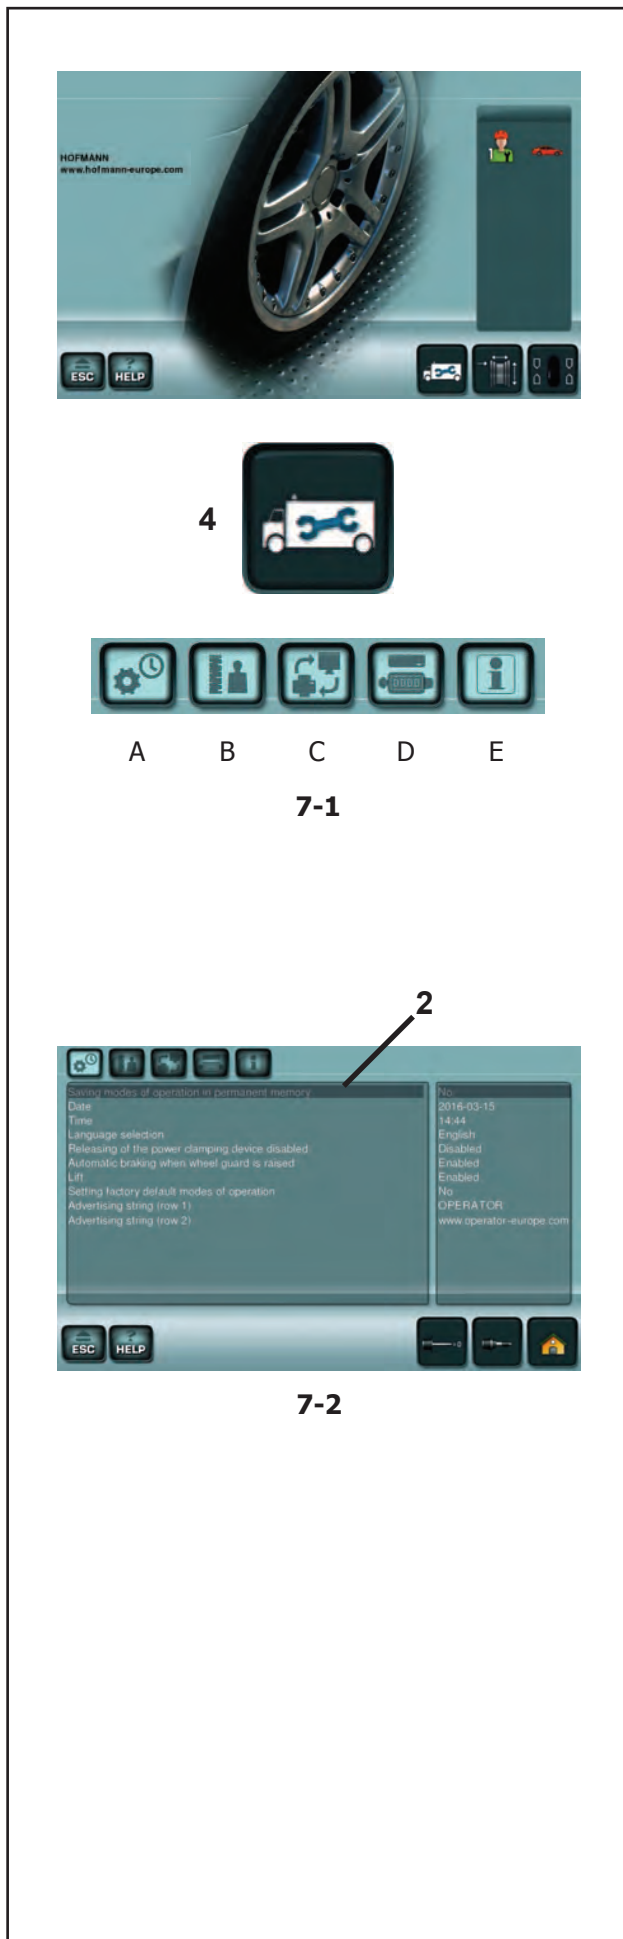 HOFMANN
www.hofmann-europe.com
1
ESC
? HELP
4
0000
i
A B C D E
7-1
2
i
Saving modes of operation in permanent memory No
Date 2016-03-15
Time 14:44
Language selection English
Releasing of the power clamping device disabled Disabled
Automatic braking when wheel guard is raised Enabled
Lift Enabled
Setting factory default modes of operation No
Advertising string (row 1) OPERATOR
Advertising string (row 2) www.operator-europe.com
ESC
? HELP
7-2